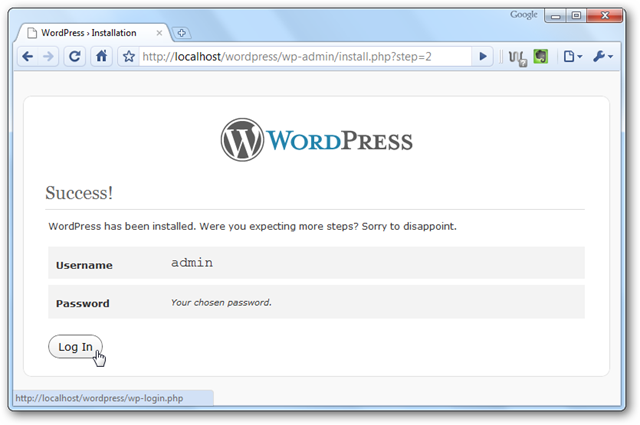 Google
WordPress › Installation
http://localhost/wordpress/wp-admin/install.php?step=2
WORDPRESS
Success!
WordPress has been installed. Were you expecting more steps? Sorry to disappoint.
Username admin
Password Your chosen password.
Log In
http://localhost/wordpress/wp-login.php